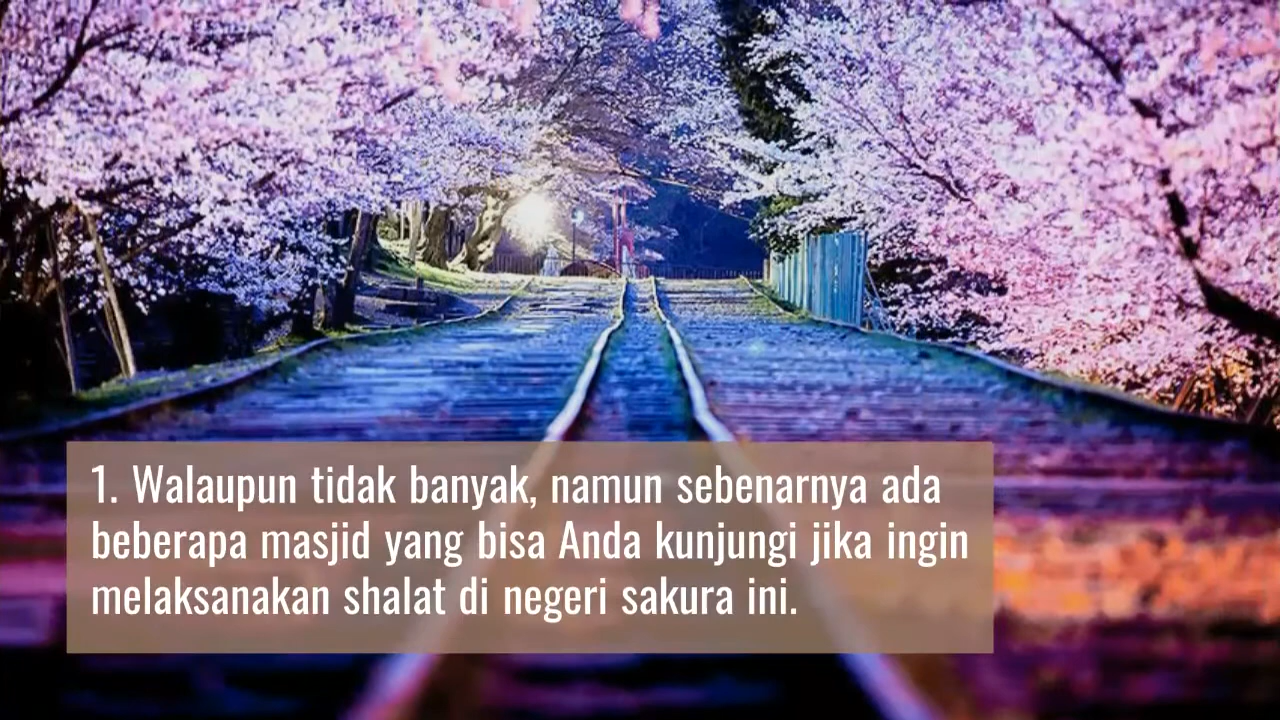 1. Walaupun tidak banyak, namun sebenarnya ada
beberapa masjid yang bisa Anda kunjungi jika ingin
melaksanakan shalat di negeri sakura ini.